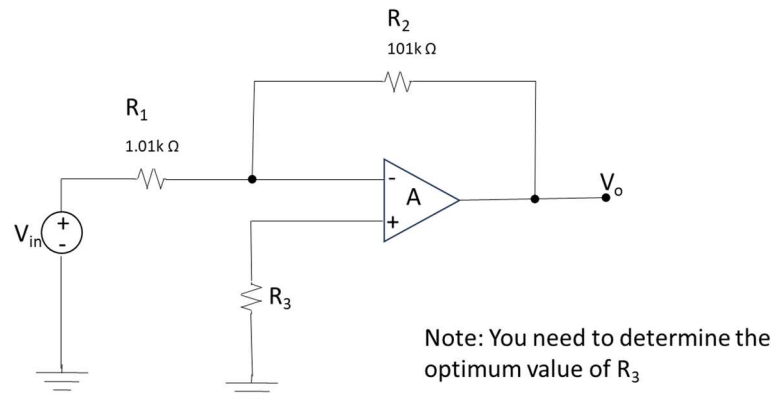 R₂
101k Ω
R₁
1.01k Ω
-
A
+
Vₒ
+
Vᵢₙ
-
R₃
Note: You need to determine the
optimum value of R₃